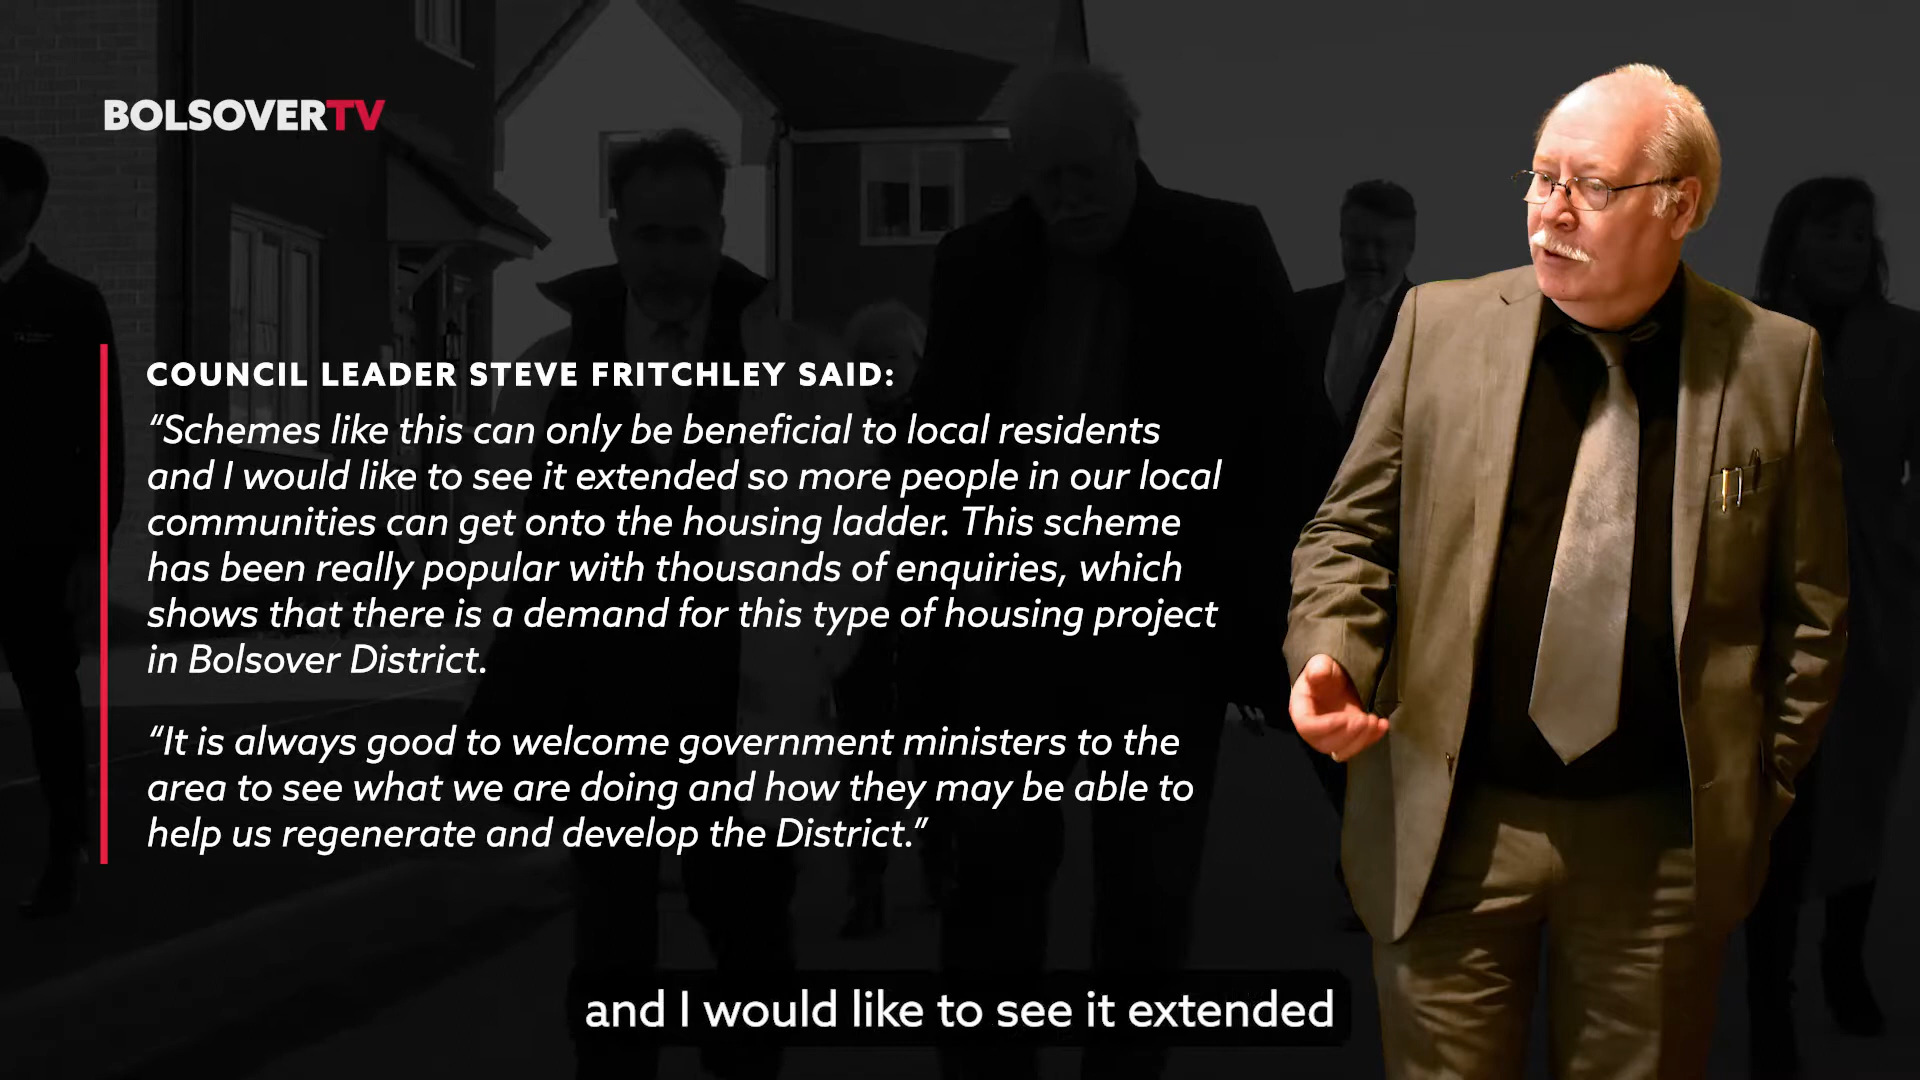 BOLSOVERTV
COUNCIL LEADER STEVE FRITCHLEY SAID:
“Schemes like this can only be beneficial to local residents
and I would like to see it extended so more people in our local
communities can get onto the housing ladder. This scheme
has been really popular with thousands of enquiries, which
shows that there is a demand for this type of housing project
in Bolsover District.
“It is always good to welcome government ministers to the
area to see what we are doing and how they may be able to
help us regenerate and develop the District.”
and I would like to see it extended